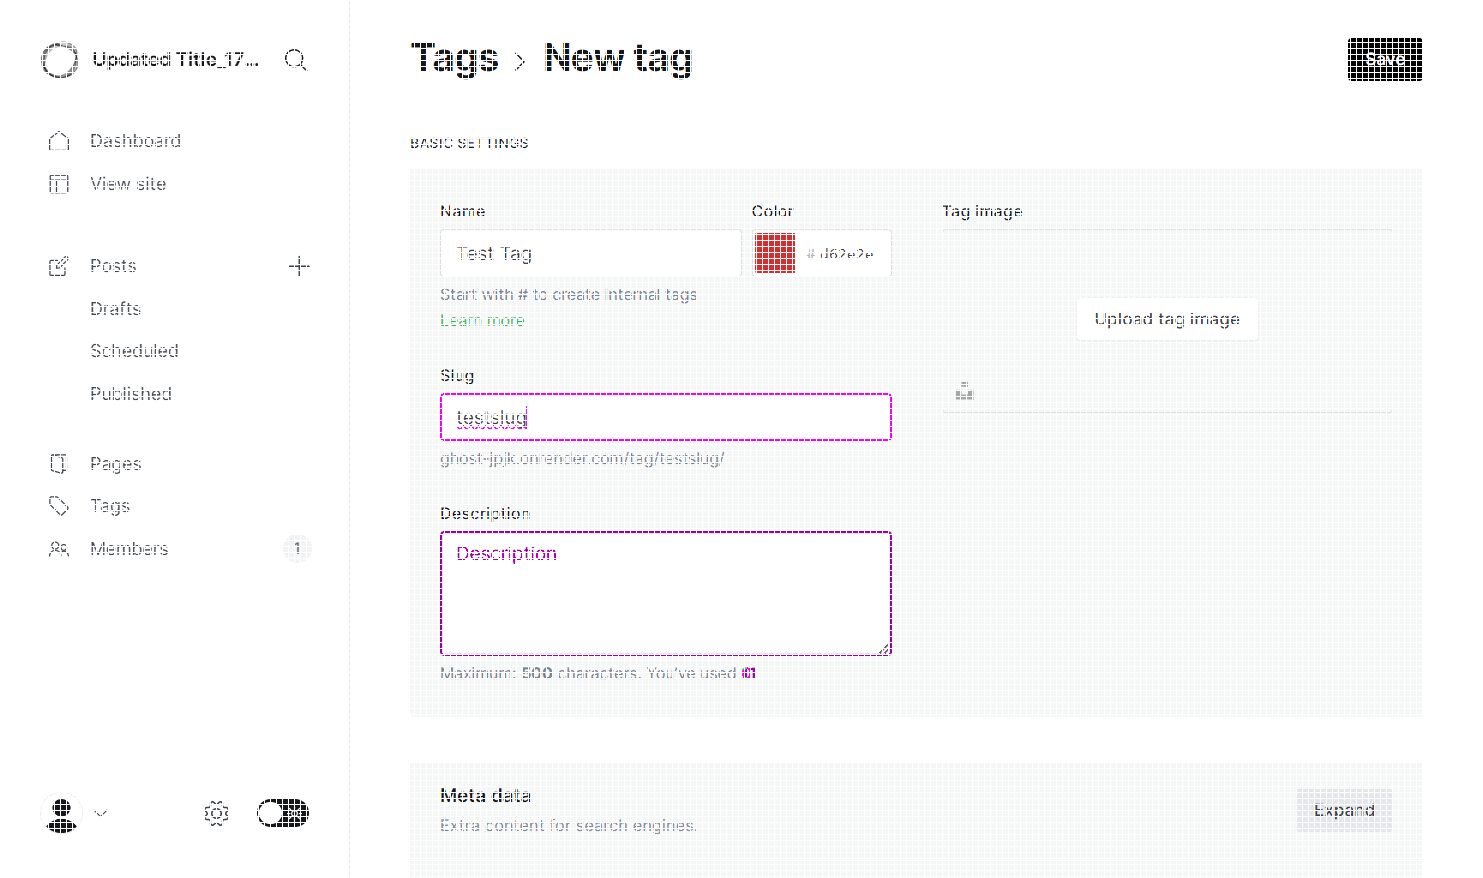 Updated Title_17...
Dashboard
View site
Posts
Drafts
Scheduled
Published
Pages
Tags
Members
1
Tags > New tag
Save
BASIC SETTINGS
Name
Color
Tag image
Test Tag
# d62e2e
Start with # to create internal tags
Learn more
Upload tag image
Slug
testslug
ghost-jpjk.onrender.com/tag/testslug/
Description
Description
Maximum: 500 characters. You've used
Meta data
Extra content for search engines.
Expand